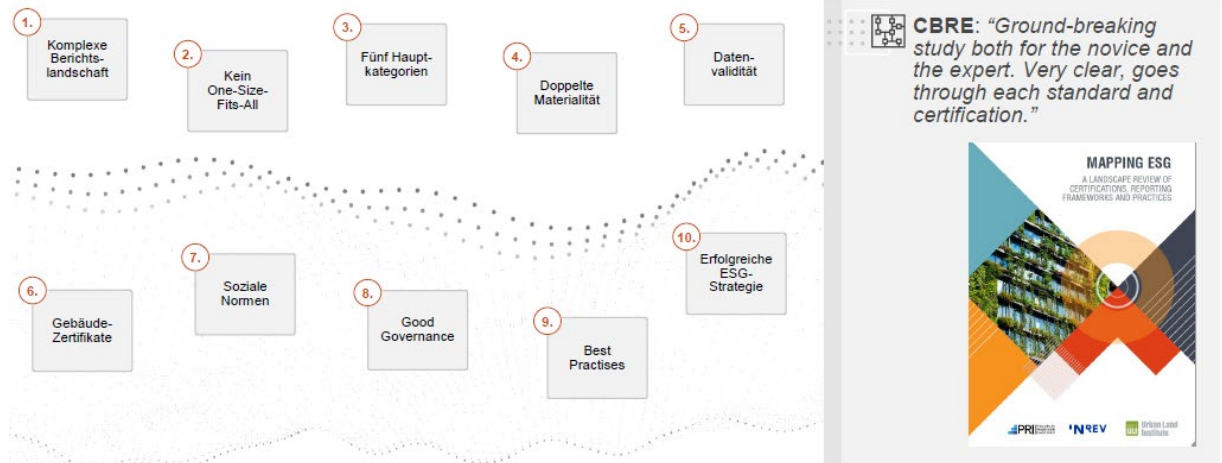 1.
Komplexe
Berichts-
landschaft
2.
Kein
One-Size-
Fits-All
3.
Fünf Haupt-
kategorien
4.
Doppelte
Materialität
5.
Daten-
validität
6.
Gebäude-
Zertifikate
7.
Soziale
Normen
8.
Good
Governance
9.
Best
Practises
10.
Erfolgreiche
ESG-
Strategie
CBRE: “Ground-breaking
study both for the novice and
the expert. Very clear, goes
through each standard and
certification.”
MAPPING ESG
A LANDSCAPE REVIEW OF
CERTIFICATIONS, REPORTING
FRAMEWORKS AND PRACTICES
PRI
INREV
Urban Land
Institute